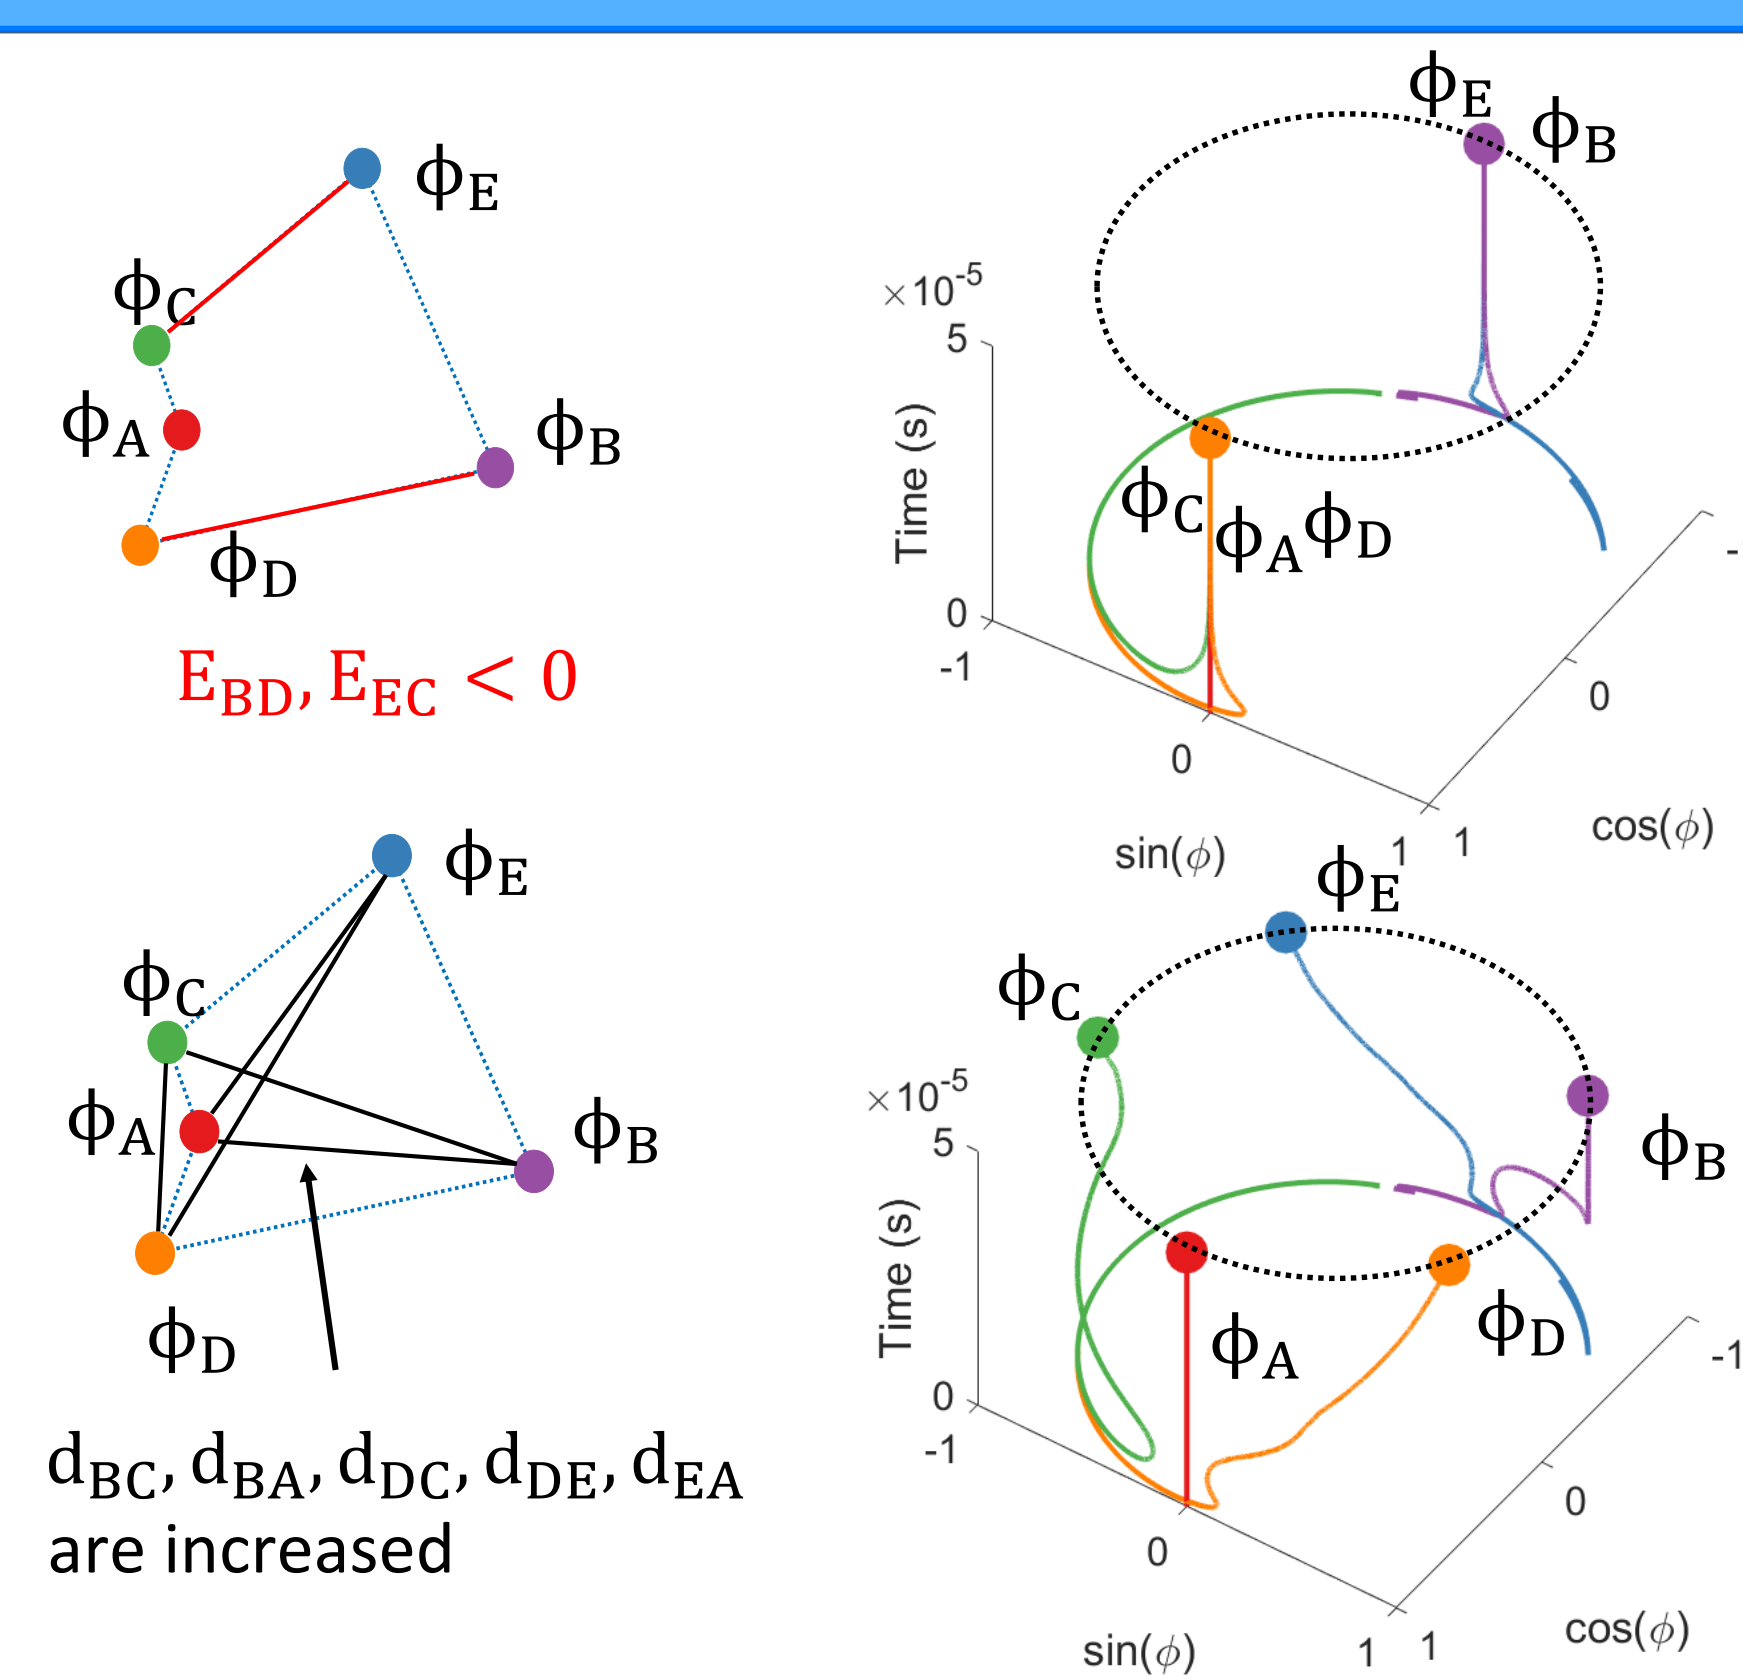 ϕE
ϕC
ϕA
ϕB
ϕD
EBD, EEC < 0
ϕE
ϕB
×10-5
5
Time (s)
0
-1
0
1
sin(ϕ)
1
0
-
cos(ϕ)
ϕC
ϕA ϕD
ϕE
ϕC
ϕA
ϕB
ϕD
dBC, dBA, dDC, dDE, dEA
are increased
ϕE
ϕC
×10-5
5
Time (s)
0
-1
0
1
sin(ϕ)
1
0
-1
cos(ϕ)
ϕB
ϕA
ϕD